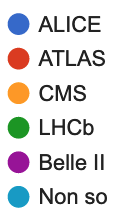 ALICE
ATLAS
CMS
LHCb
Belle II
Non so